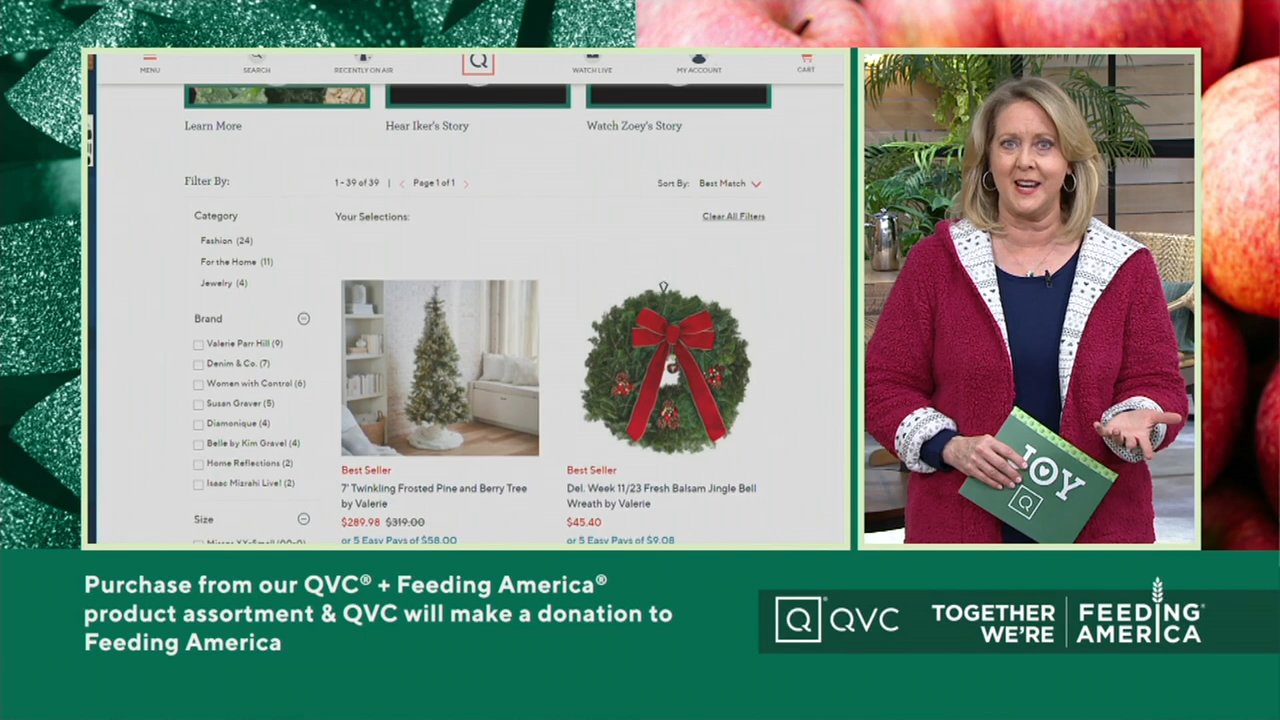 MENU
SEARCH
RECENTLY ON AIR
Q
WATCH LIVE
MY ACCOUNT
CART
Learn More
Hear Iker's Story
Watch Zoey's Story
Filter By:
1 - 39 of 39 | < Page 1 of 1 >
Sort By: Best Match
Category
Your Selections:
Clear All Filters
Fashion (24)
For the Home (11)
Jewelry (4)
Brand
Valerie Parr Hill (9)
Denim & Co. (7)
Women with Control (6)
Susan Graver (5)
Diamonique (4)
Belle by Kim Gravel (4)
Home Reflections (2)
Isaac Mizrahi Live! (2)
Size
Best Seller
7' Twinkling Frosted Pine and Berry Tree
by Valerie
$289.98 $319.00
or 5 Easy Pays of $58.00
Best Seller
Del. Week 11/23 Fresh Balsam Jingle Bell
Wreath by Valerie
$45.40
or 5 Easy Pays of $9.08
JOY
Q
Purchase from our QVC® + Feeding America®
product assortment & QVC will make a donation to
Feeding America
Q® QVC
TOGETHER
WE'RE
FEEDING
AMERICA®